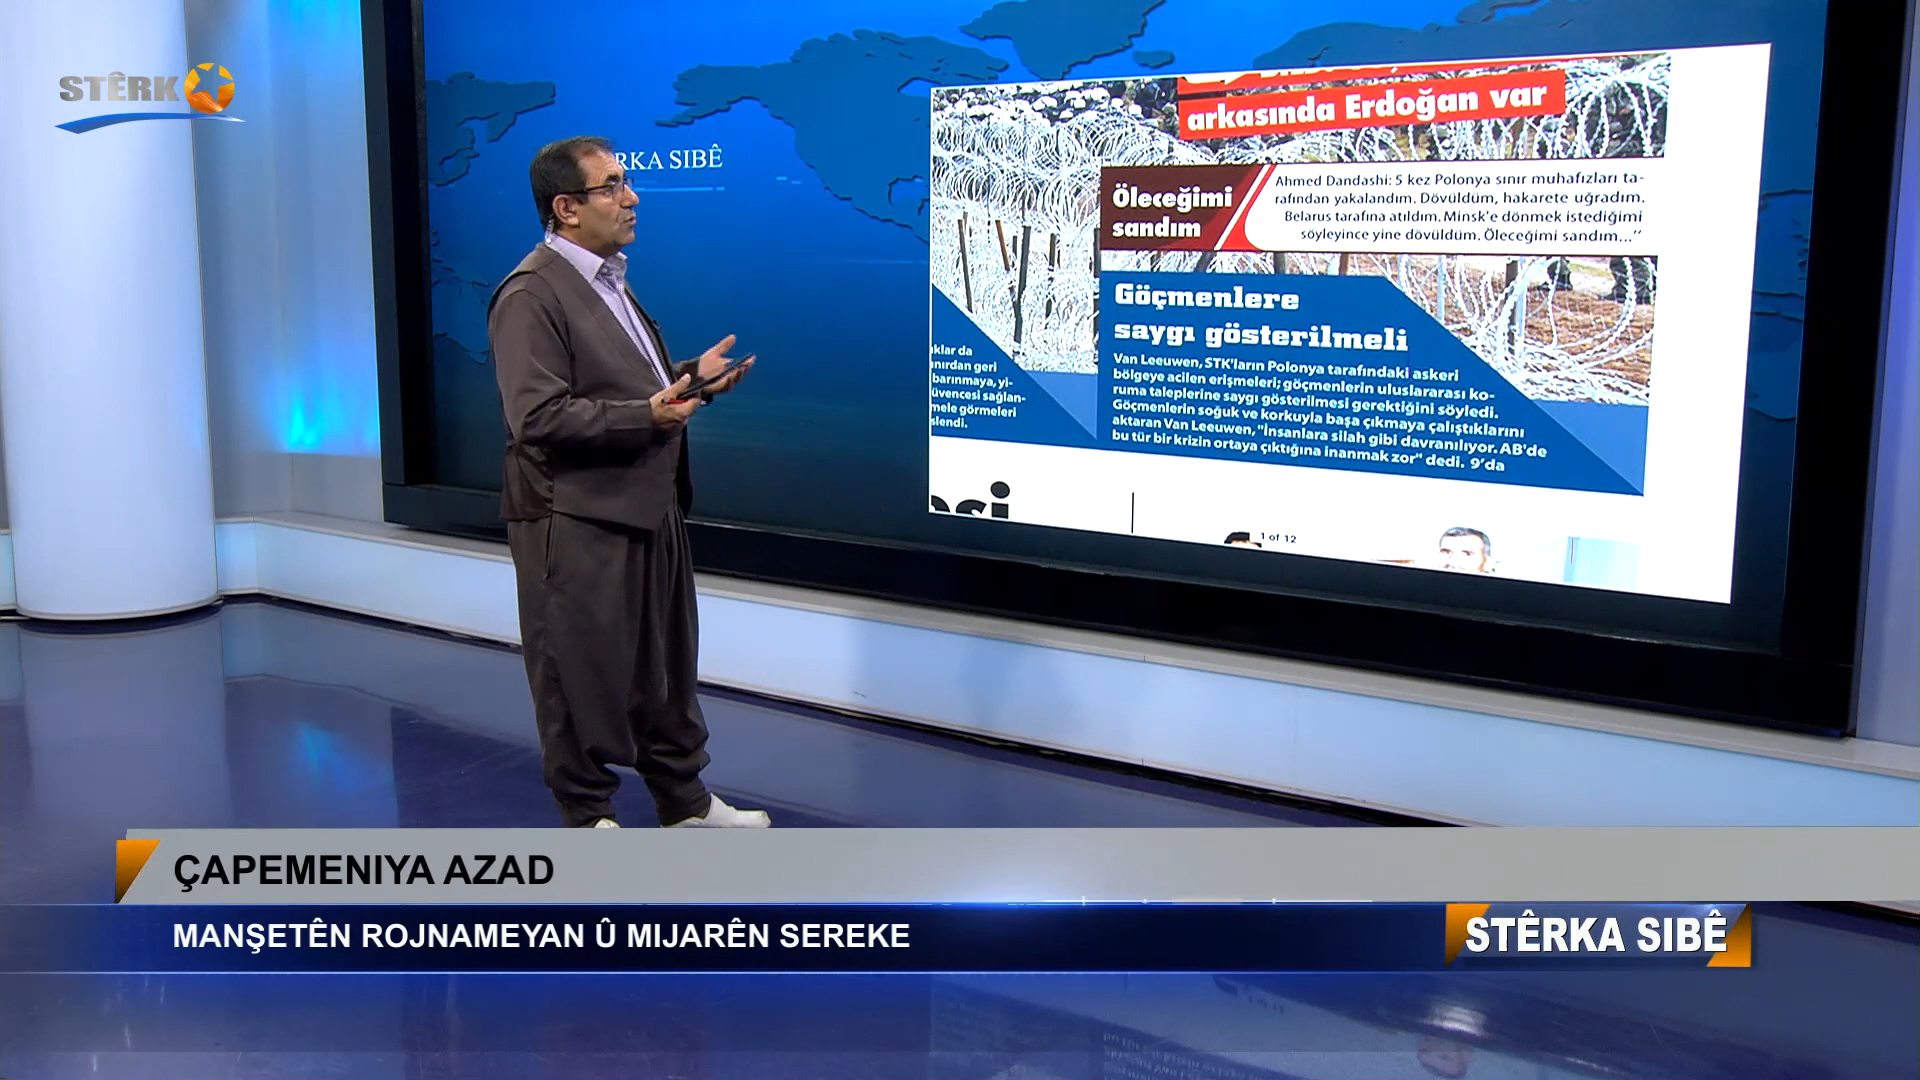 STÊRK
RKA SIBÊ
arkasında Erdoğan var
Öleceğimi
sandım
Ahmed Dandashi: 5 kez Polonya sınır muhafızları ta-
rafından yakalandım. Dövüldüm, hakarete uğradım.
Belarus tarafına atıldım. Minsk'e dönmek istediğimi
söyleyince yine dövüldüm. Öleceğimi sandım...’’
Göçmenlere
saygı gösterilmeli
Van Leeuwen, STK'ların Polonya tarafındaki askeri
bölgeye acilen erişmeleri; göçmenlerin uluslararası ko-
ruma taleplerine saygı gösterilmesi gerektiğini söyledi.
Göçmenlerin soğuk ve korkuyla başa çıkmaya çalıştıklarını
aktaran Van Leeuwen, "İnsanlara silah gibi davranılıyor. AB'de
bu tür bir krizin ortaya çıktığına inanmak zor" dedi. 9’da
klar da
nırdan geri
barınmaya, yi-
üvencesi sağlan-
mele görmeleri
slendi.
esi
1 of 12
ÇAPEMENIYA AZAD
MANŞETÊN ROJNAMEYAN Û MIJARÊN SEREKE
STÊRKA SIBÊ